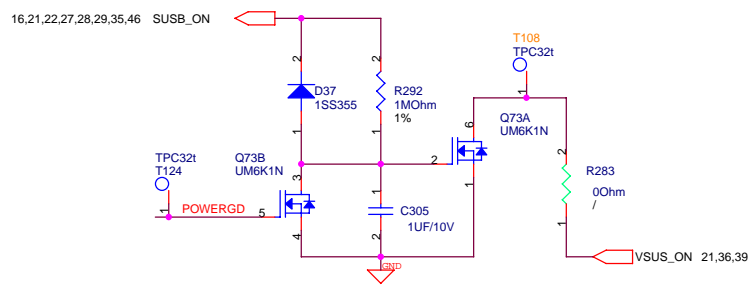 16,21,22,27,28,29,35,46 SUSB_ON
T108
TPC32t
1
2
D37
1SS355
1
2
R292
1MOhm
1%
1
6
Q73A
UM6K1N
2
1
2
R283
0Ohm
/
1
TPC32t
T124
1
Q73B
UM6K1N
3
POWERGD
5
4
1
C305
1UF/10V
2
GND
VSUS_ON 21,36,39